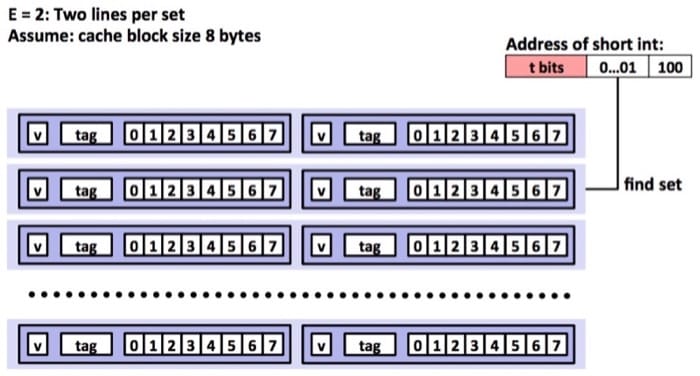 E = 2: Two lines per set
Assume: cache block size 8 bytes
Address of short int:
t bits 0...01 100
v tag 0 1 2 3 4 5 6 7 v tag 0 1 2 3 4 5 6 7
v tag 0 1 2 3 4 5 6 7 v tag 0 1 2 3 4 5 6 7
find set
v tag 0 1 2 3 4 5 6 7 v tag 0 1 2 3 4 5 6 7
v tag 0 1 2 3 4 5 6 7 v tag 0 1 2 3 4 5 6 7